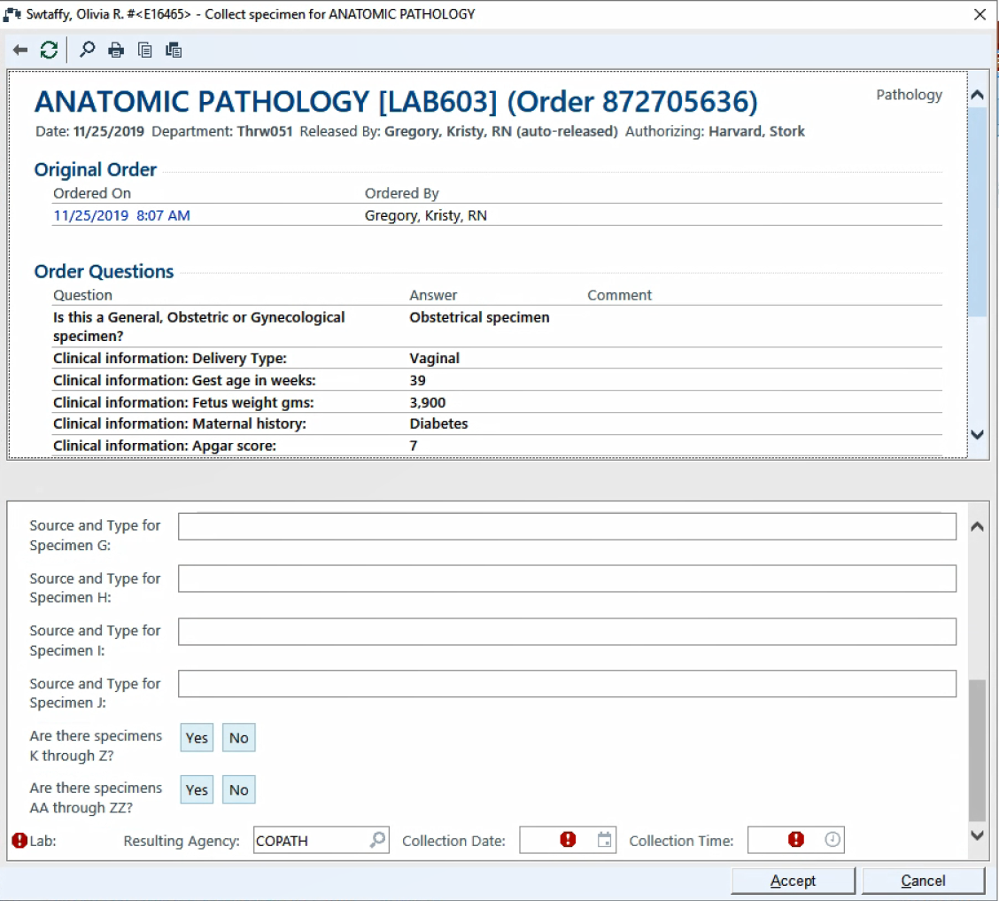 Swtaffy, Olivia R. #<E16465> - Collect specimen for ANATOMIC PATHOLOGY
ANATOMIC PATHOLOGY [LAB603] (Order 872705636)
Pathology
Date: 11/25/2019 Department: Thrw051 Released By: Gregory, Kristy, RN (auto-released) Authorizing: Harvard, Stork
Original Order
Ordered On Ordered By
11/25/2019 8:07 AM Gregory, Kristy, RN
Order Questions
Question Answer Comment
Is this a General, Obstetric or Gynecological Obstetrical specimen
specimen?
Clinical information: Delivery Type: Vaginal
Clinical information: Gest age in weeks: 39
Clinical information: Fetus weight gms: 3,900
Clinical information: Maternal history: Diabetes
Clinical information: Apgar score: 7
Source and Type for
Specimen G:
Source and Type for
Specimen H:
Source and Type for
Specimen I:
Source and Type for
Specimen J:
Are there specimens Yes No
K through Z?
Are there specimens Yes No
AA through ZZ?
Lab: Resulting Agency: COPATH Collection Date: Collection Time:
Accept Cancel